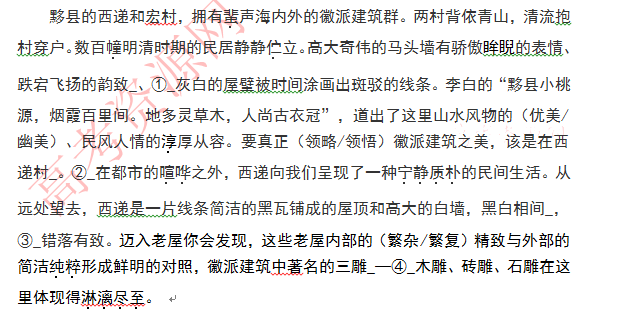 黟县的西递和宏村，拥有蜚声海内外的徽派建筑群。两村背依青山，清流抱
村穿户。数百幢明清时期的民居静静伫立。高大奇伟的马头墙有骄傲眸睨的表情、
跌宕飞扬的韵致_、①_灰白的屋壁被时间涂画出斑驳的线条。李白的“黟县小桃
源，烟霞百里间。地多灵草木，人尚古衣冠”，道出了这里山水风物的（优美/
幽美）、民风人情的淳厚从容。要真正（领略/领悟）徽派建筑之美，该是在西
递村_。②_在都市的喧哗之外，西递向我们呈现了一种宁静质朴的民间生活。从
远处望去，西递是一片线条简洁的黑瓦铺成的屋顶和高大的白墙，黑白相间_，
③_错落有致。迈入老屋你会发现，这些老屋内部的（繁杂/繁复）精致与外部的
简洁纯粹形成鲜明的对照，徽派建筑中著名的三雕_—④_木雕、砖雕、石雕在这
里体现得淋漓尽至。
高考资源网